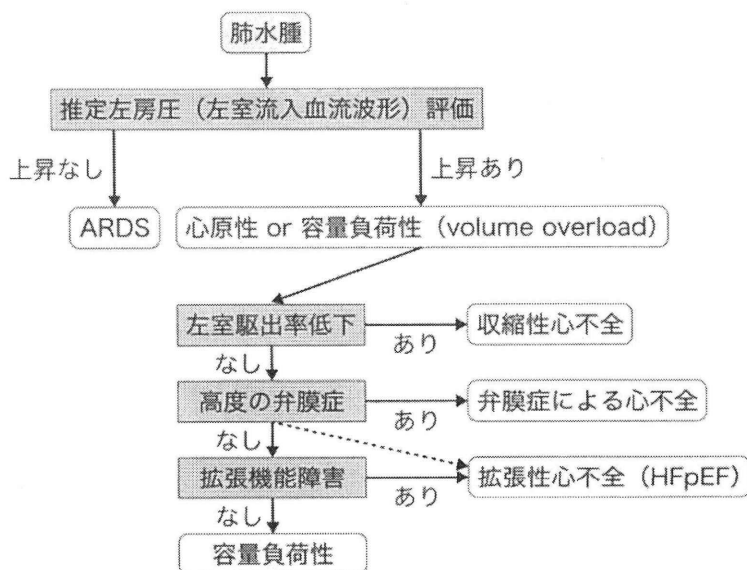 肺水腫
推定左房圧（左室流入血流波形）評価
上昇なし
上昇あり
ARDS
心原性 or 容量負荷性（volume overload）
左室駆出率低下
あり
収縮性心不全
なし
高度の弁膜症
あり
弁膜症による心不全
なし
拡張機能障害
あり
拡張性心不全（HFpEF）
なし
容量負荷性